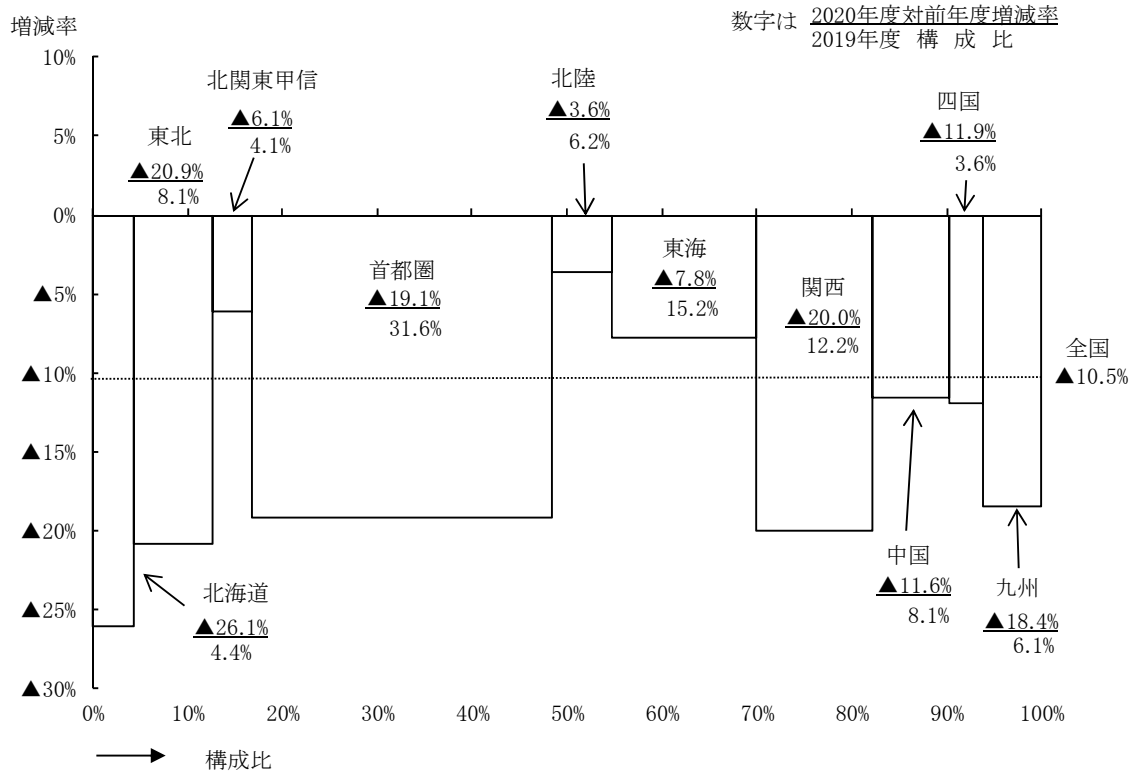 増減率
数字は 2020年度対前年度増減率
2019年度 構 成 比
10%
5%
0%
▲5%
▲10%
▲15%
▲20%
▲25%
▲30%
東北
▲20.9%
8.1%
北関東甲信
▲6.1%
4.1%
北陸
▲3.6%
6.2%
四国
▲11.9%
3.6%
首都圏
▲19.1%
31.6%
東海
▲7.8%
15.2%
関西
▲20.0%
12.2%
全国
▲10.5%
北海道
▲26.1%
4.4%
中国
▲11.6%
8.1%
九州
▲18.4%
6.1%
0% 10% 20% 30% 40% 50% 60% 70% 80% 90% 100%
構成比